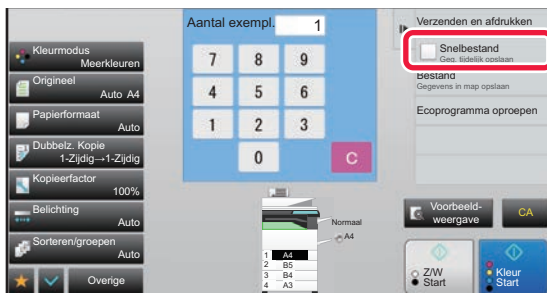 Aantal exempl. 1
Kleurmodus
Meerkleuren
Origineel
Auto A4
Papierformaat
Auto
Dubbelz. Kopie
1-Zijdig→1-Zijdig
Kopieerfactor
100%
Belichting
Auto
Sorteren/groepen
Auto
Overige
7 8 9
4 5 6
1 2 3
0 C
Normaal
A4
1 A4
2 B5
3 B4
4 A3
Verzenden en afdrukken
Snelbestand
Geg. tijdelijk opslaan
Bestand
Gegevens in map opslaan
Ecoprogramma oproepen
Voorbeeld-
weergave
CA
Z/W
Start
Kleur
Start